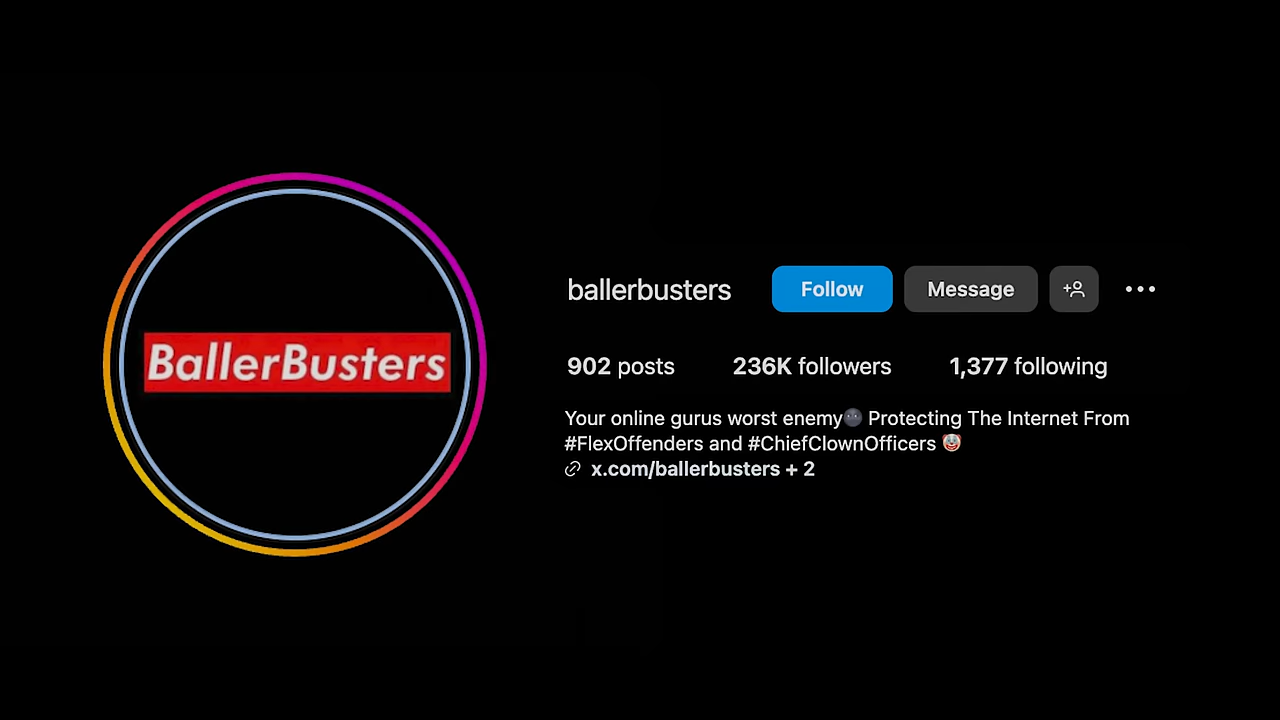 BallerBusters
ballerbusters
Follow
Message
902 posts
236K followers
1,377 following
Your online gurus worst enemy🌚 Protecting The Internet From
#FlexOffenders and #ChiefClownOfficers 🤡
x.com/ballerbusters + 2